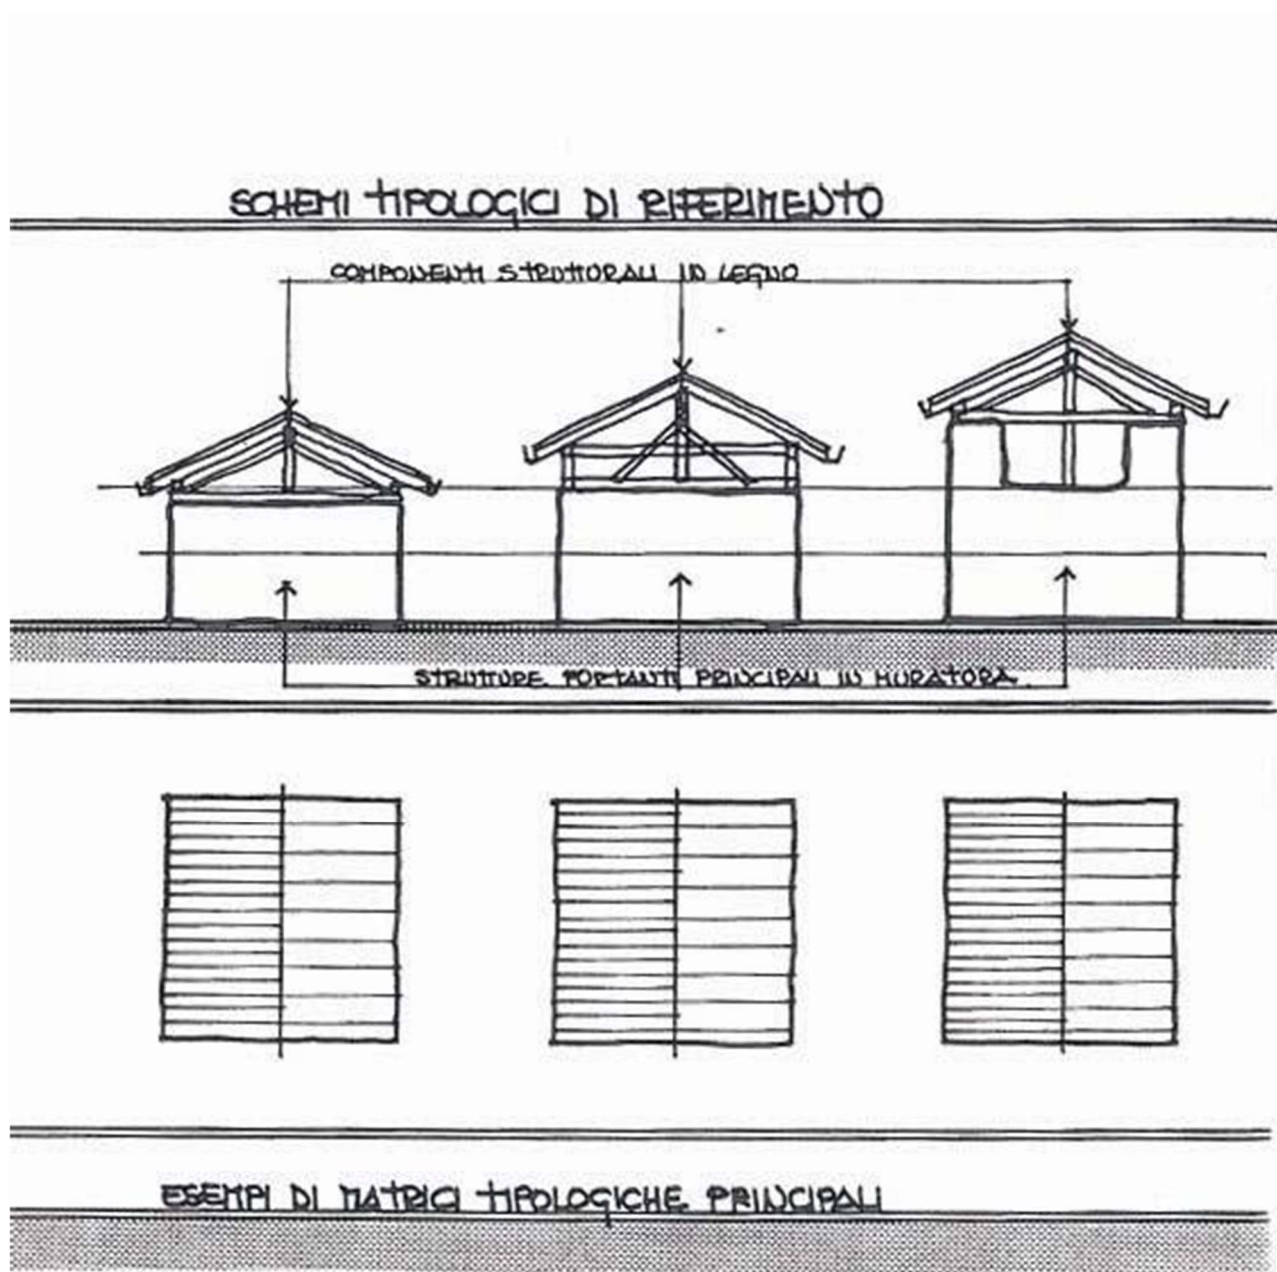 SCHEMI TIPOLOGICI DI RIFERIMENTO
COMPONENTI STRUTTURALI IN LEGNO
STRUTTURE PORTANTI PRINCIPALI IN MURATURA.
ESEMPI DI MATRICI TIPOLOGICHE PRINCIPALI